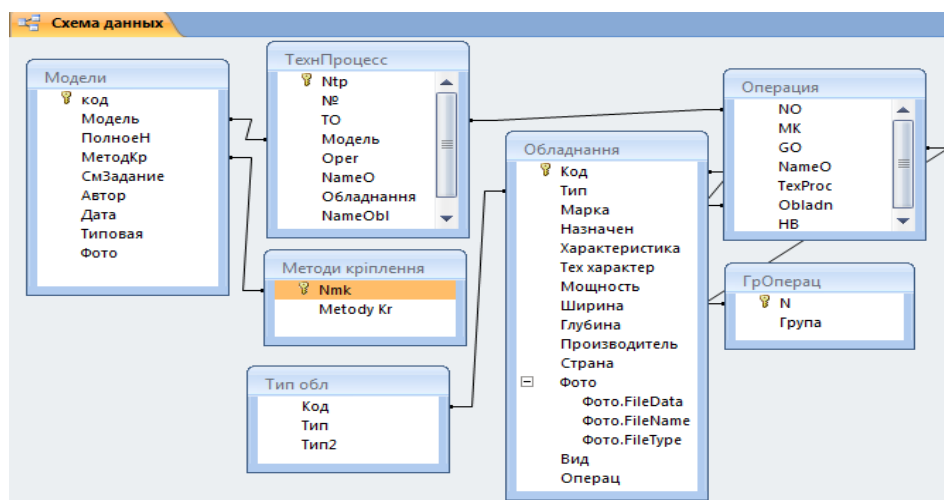 Схема данных
Модели
код
Модель
ПолноеН
МетодКр
СмЗадание
Автор
Дата
Типовая
Фото
ТехнПроцесс
Ntp
№
ТО
Модель
Oper
NameO
Обладнання
NameObl
Методи кріплення
Nmk
Metody Kr
Тип обл
Код
Тип
Тип2
Обладнання
Код
Тип
Марка
Назначен
Характеристика
Тех характер
Мощность
Ширина
Глубина
Производитель
Страна
Фото
Фото.FileData
Фото.FileName
Фото.FileType
Вид
Операц
Операция
NO
MK
GO
NameO
TexProc
Obladn
НВ
ГрОперац
N
Група